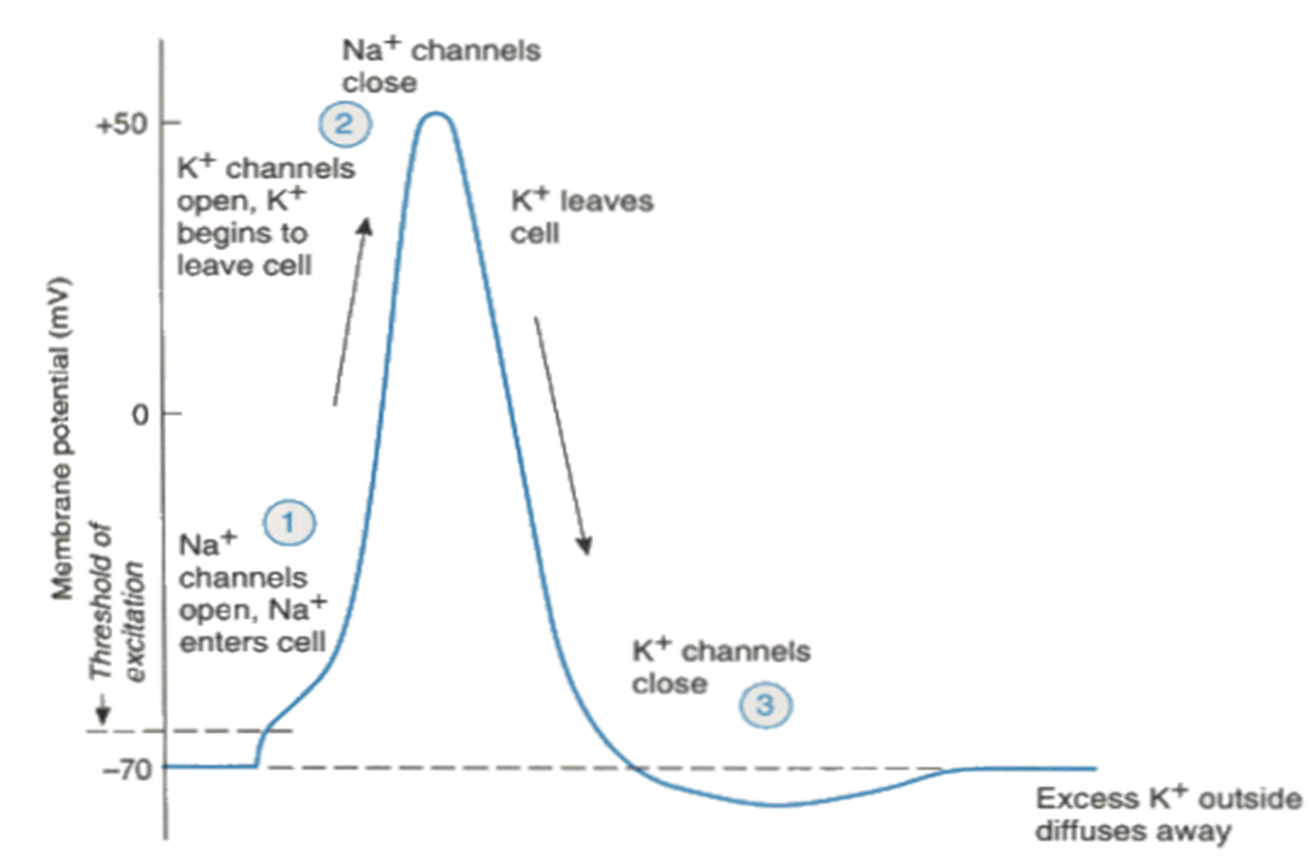 Na+ channels
close
+50
2
K+ channels
open, K+
begins to
leave cell
K+ leaves
cell
Membrane potential (mV)
0
1
Na+
channels
open, Na+
enters cell
Threshold of
excitation
K+ channels
close
3
–70
Excess K+ outside
diffuses away